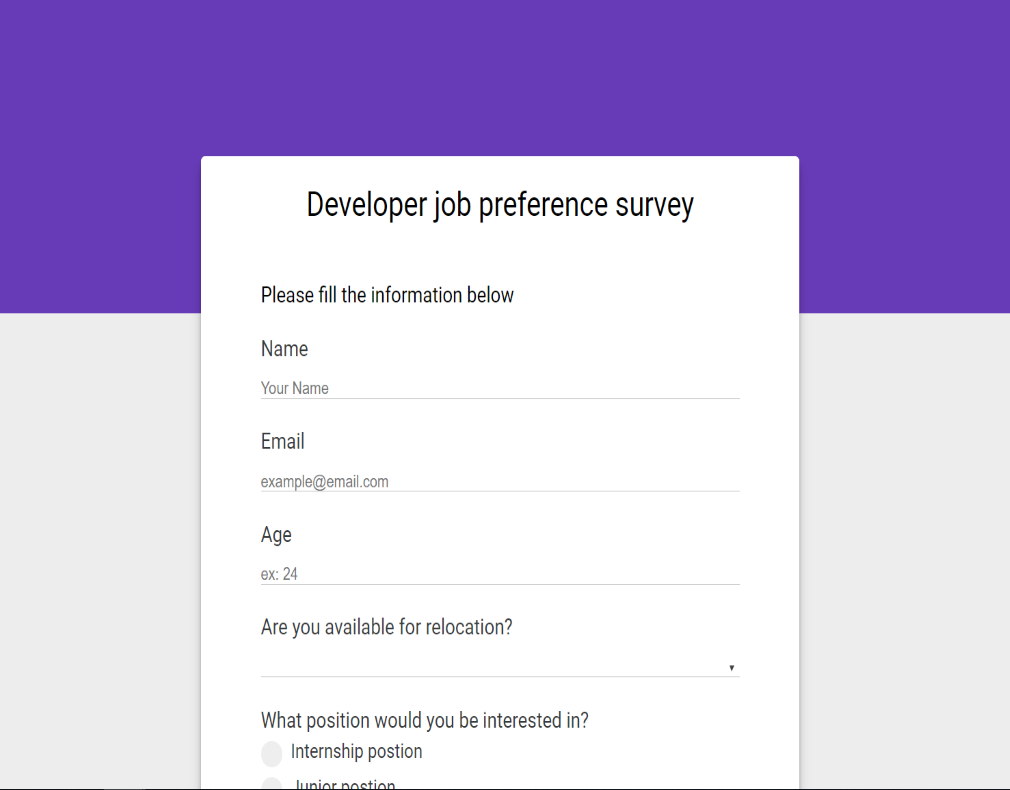 Developer job preference survey
Please fill the information below
Name
Your Name
Email
example@email.com
Age
ex: 24
Are you available for relocation?
What position would you be interested in?
Internship postion
Junior postion